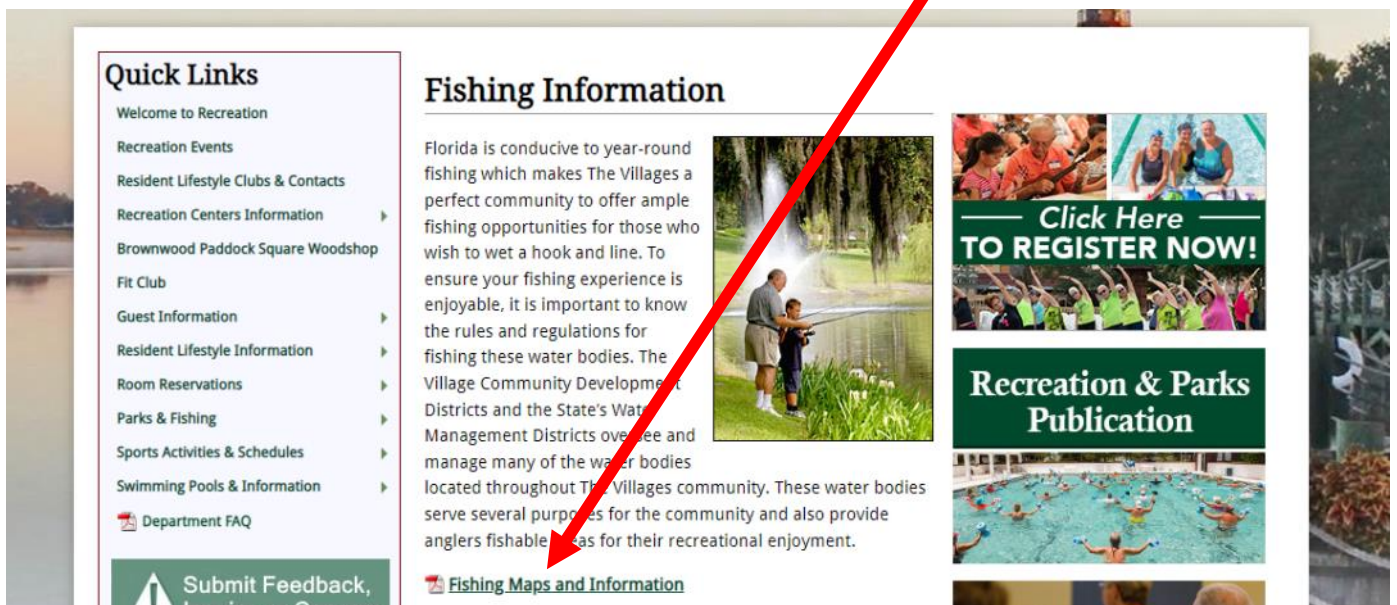 Quick Links
Welcome to Recreation
Recreation Events
Resident Lifestyle Clubs & Contacts
Recreation Centers Information
Brownwood Paddock Square Woodshop
Fit Club
Guest Information
Resident Lifestyle Information
Room Reservations
Parks & Fishing
Sports Activities & Schedules
Swimming Pools & Information
Department FAQ
Submit Feedback,
Fishing Information
Florida is conducive to year-round
fishing which makes The Villages a
perfect community to offer ample
fishing opportunities for those who
wish to wet a hook and line. To
ensure your fishing experience is
enjoyable, it is important to know
the rules and regulations for
fishing these water bodies. The
Village Community Development
Districts and the State's Water
Management Districts oversee and
manage many of the water bodies
located throughout The Villages community. These water bodies
serve several purposes for the community and also provide
anglers fishable areas for their recreational enjoyment.
Fishing Maps and Information
Click Here
TO REGISTER NOW!
Recreation & Parks
Publication